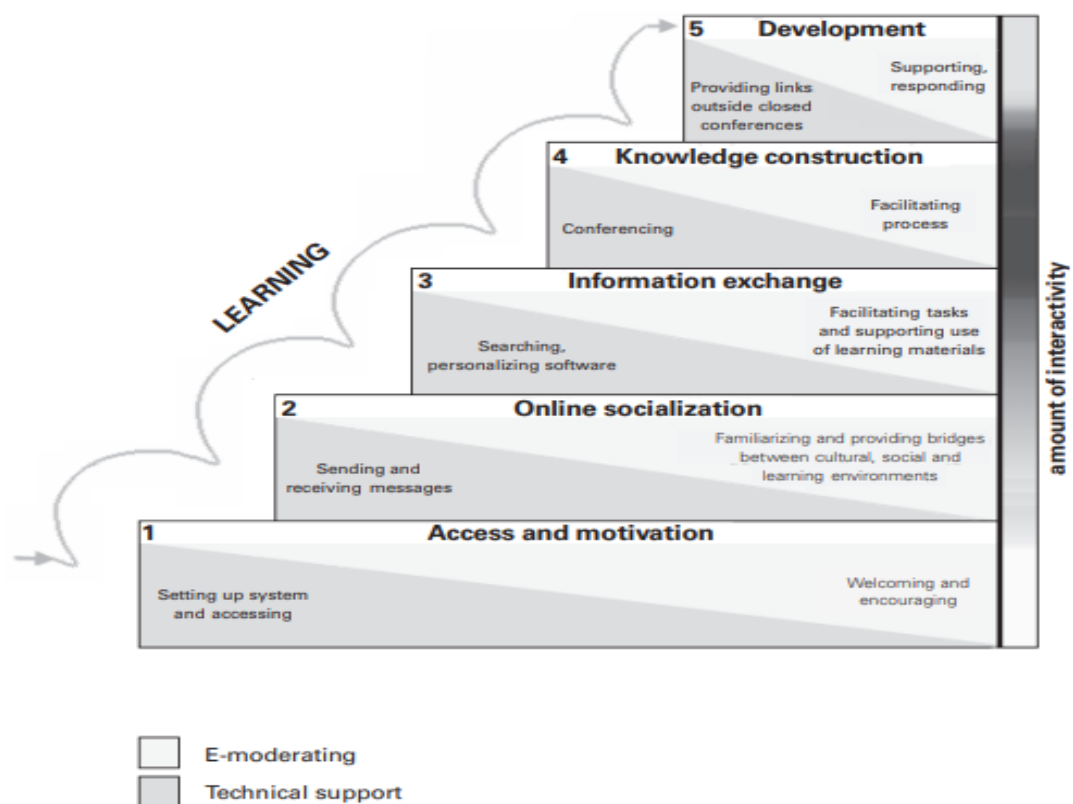 5 Development
Supporting,
responding
Providing links
outside closed
conferences
4 Knowledge construction
Facilitating
process
Conferencing
LEARNING
3 Information exchange
Facilitating tasks
and supporting use
of learning materials
Searching,
personalizing software
2 Online socialization
Familiarizing and providing bridges
between cultural, social and
learning environments
Sending and
receiving messages
1 Access and motivation
Welcoming and
encouraging
Setting up system
and accessing
amount of interactivity
E-moderating
Technical support